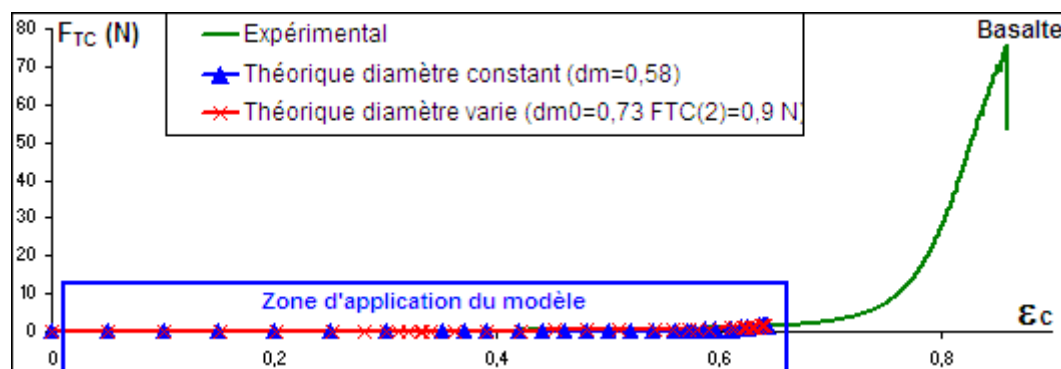 80
F_TC (N)
Expérimental
Basalte
70
Théorique diamètre constant (dm=0,58)
60
Théorique diamètre varie (dm0=0,73 FTC(2)=0,9 N)
50
40
30
20
10
Zone d'application du modèle
εc
0
0 0,2 0,4 0,6 0,8